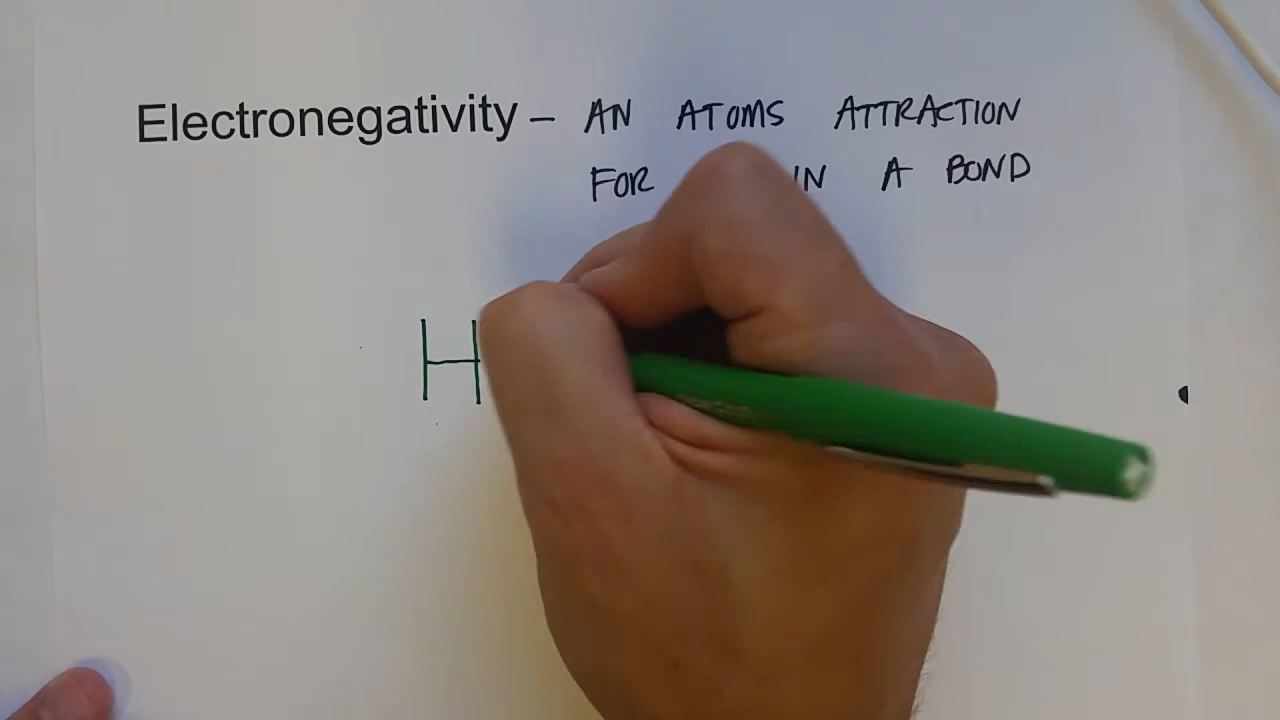 Electronegativity – AN ATOMS ATTRACTION
FOR IN A BOND
H